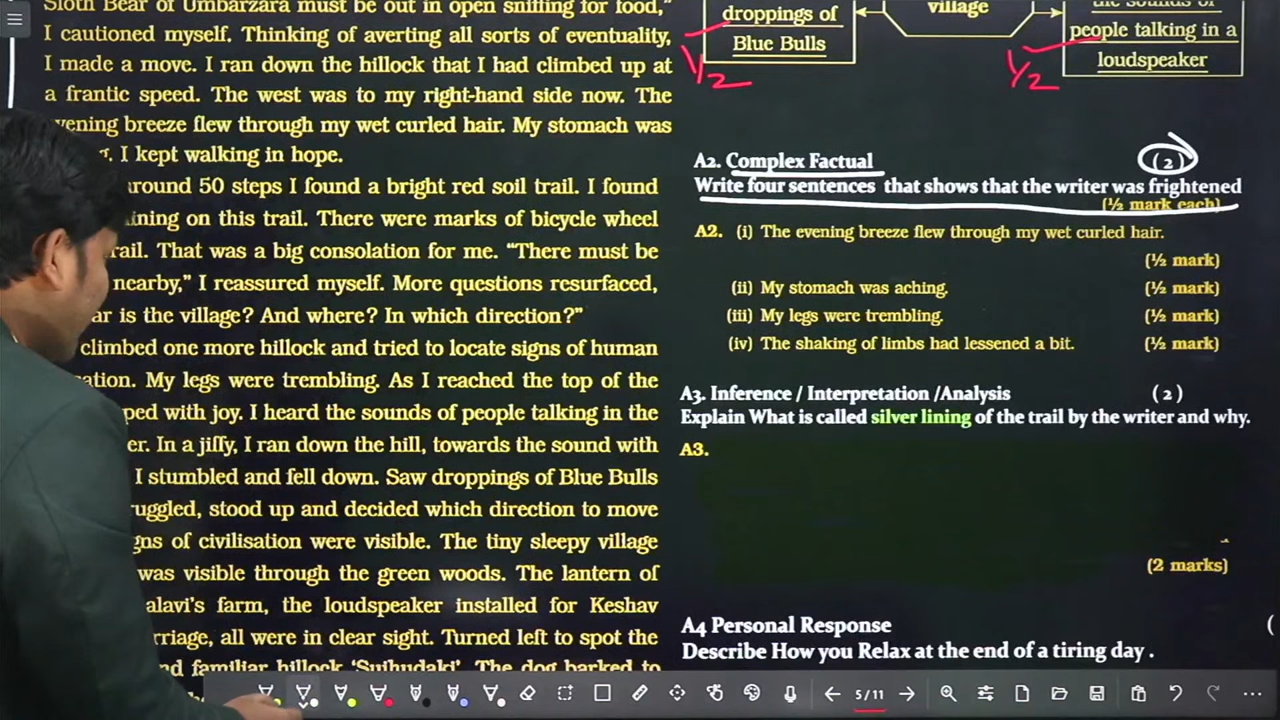 Sloth Bear of Umbarzara must be out in open sniffing for food,"
I cautioned myself. Thinking of averting all sorts of eventuality,
I made a move. I ran down the hillock that I had climbed up at
a frantic speed. The west was to my right-hand side now. The
evening breeze flew through my wet curled hair. My stomach was
I kept walking in hope.
around 50 steps I found a bright red soil trail. I found
on this trail. There were marks of bicycle wheel
That was a big consolation for me. "There must be
nearby," I reassured myself. More questions resurfaced,
is the village? And where? In which direction?"
climbed one more hillock and tried to locate signs of human
My legs were trembling. As I reached the top of the
with joy. I heard the sounds of people talking in the
In a jiffy, I ran down the hill, towards the sound with
I stumbled and fell down. Saw droppings of Blue Bulls
stood up and decided which direction to move
of civilisation were visible. The tiny sleepy village
was visible through the green woods. The lantern of
farm, the loudspeaker installed for Keshav
all were in clear sight. Turned left to spot the
familiar hillock 'Suihudaki'. The dog barked to
droppings of
Blue Bulls
village
the sounds of
people talking in a
loudspeaker
1/2
1/2
A2. Complex Factual (2)
Write four sentences that shows that the writer was frightened
(½ mark each)
A2. (i) The evening breeze flew through my wet curled hair.
(½ mark)
(ii) My stomach was aching. (½ mark)
(iii) My legs were trembling. (½ mark)
(iv) The shaking of limbs had lessened a bit. (½ mark)
A3. Inference / Interpretation /Analysis (2)
Explain What is called silver lining of the trail by the writer and why.
A3.
(2 marks)
A4 Personal Response (
Describe How you Relax at the end of a tiring day .
5/11